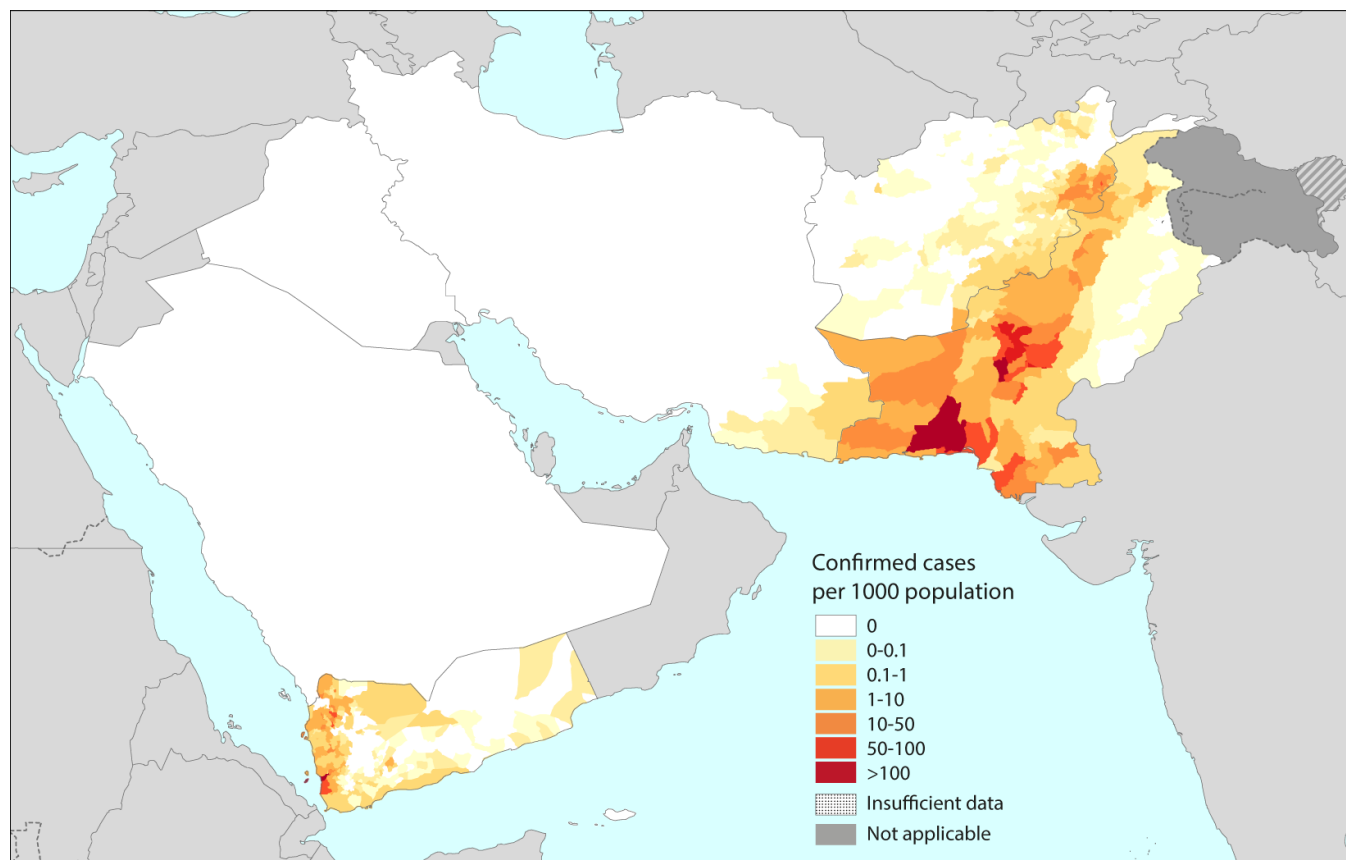 Confirmed cases
per 1000 population
0
0-0.1
0.1-1
1-10
10-50
50-100
>100
Insufficient data
Not applicable